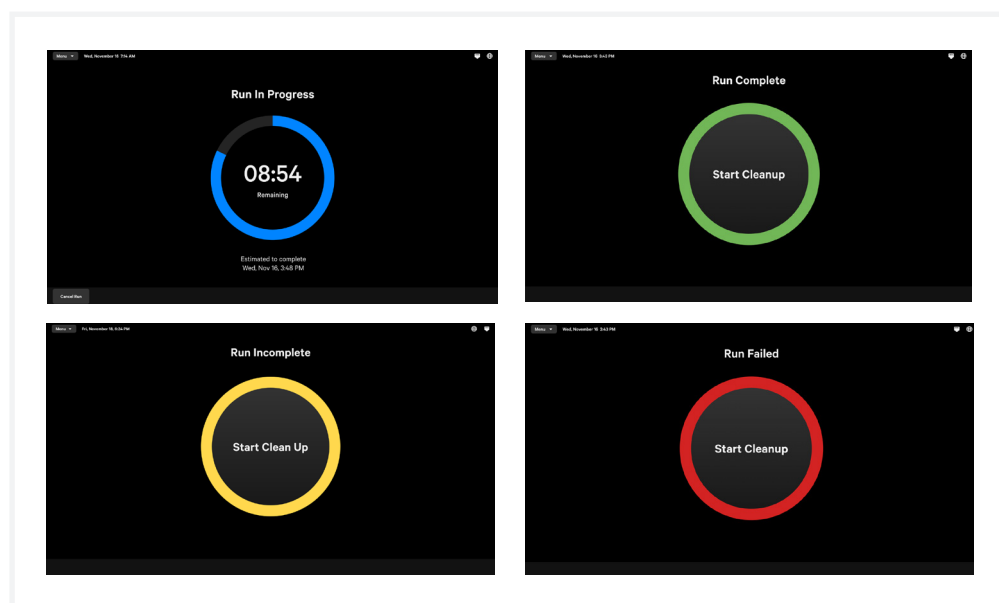 Menu Wed, November 16 7:14 AM
Run In Progress
08:54
Remaining
Estimated to complete
Wed, Nov 16, 3:48 PM
Cancel Run
Menu Wed, November 16 3:43 PM
Run Complete
Start Cleanup
Menu Fri, November 18, 6:34 PM
Run Incomplete
Start Clean Up
Menu Wed, November 16 3:43 PM
Run Failed
Start Cleanup